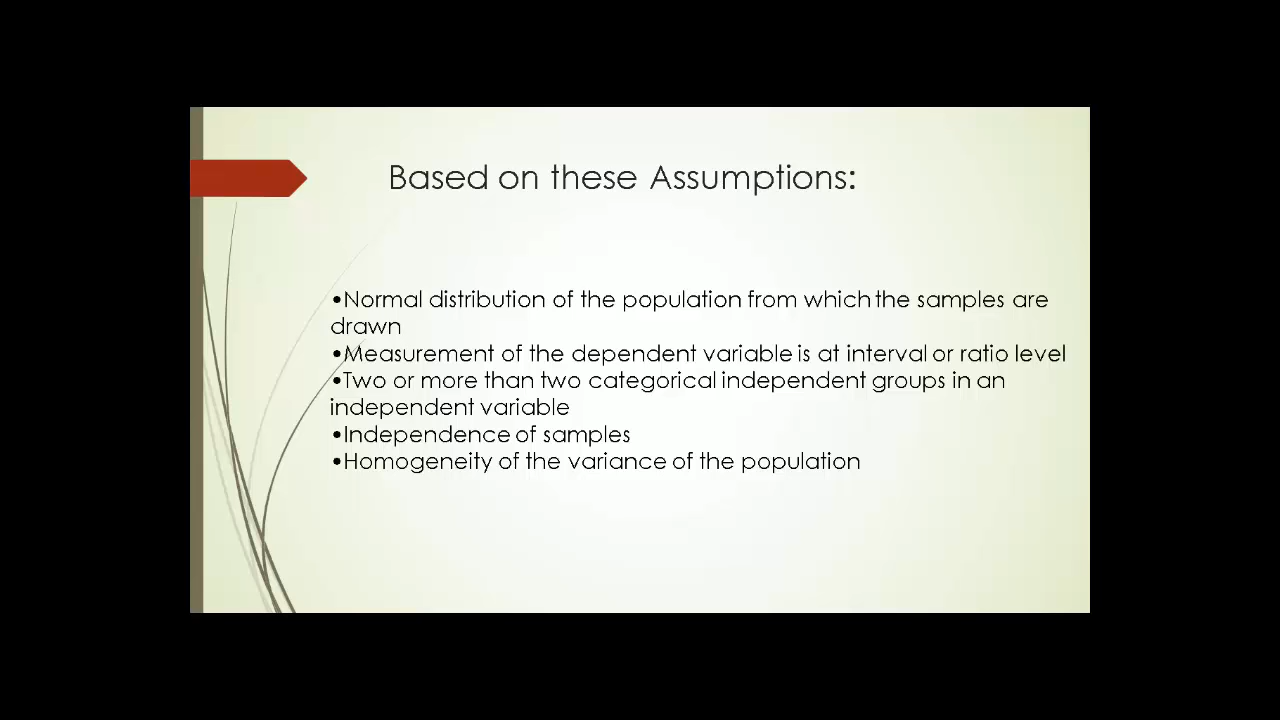 Based on these Assumptions:
•Normal distribution of the population from which the samples are
drawn
•Measurement of the dependent variable is at interval or ratio level
•Two or more than two categorical independent groups in an
independent variable
•Independence of samples
•Homogeneity of the variance of the population